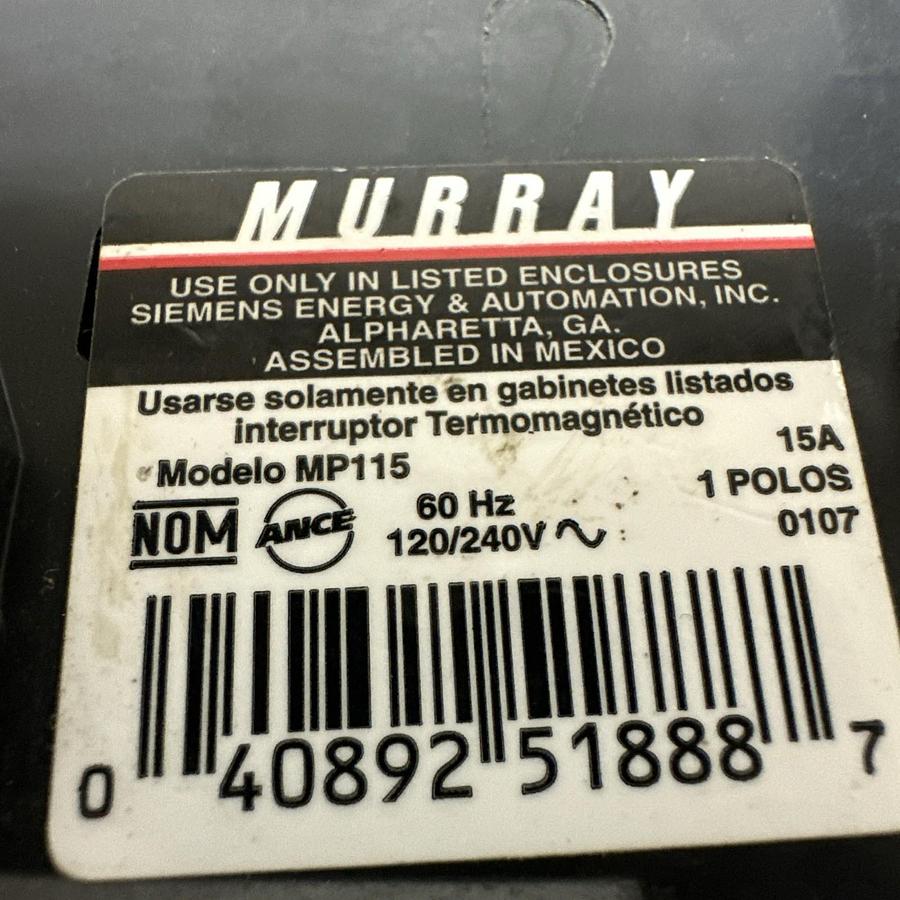 MURRAY
USE ONLY IN LISTED ENCLOSURES
SIEMENS ENERGY & AUTOMATION, INC.
ALPHARETTA, GA.
ASSEMBLED IN MEXICO
Usarse solamente en gabinetes listados
interruptor Termomagnético
Modelo MP115 15A
NOM ANCE 60 Hz 1 POLOS
120/240V ∿ 0107
0 40892 51888 7